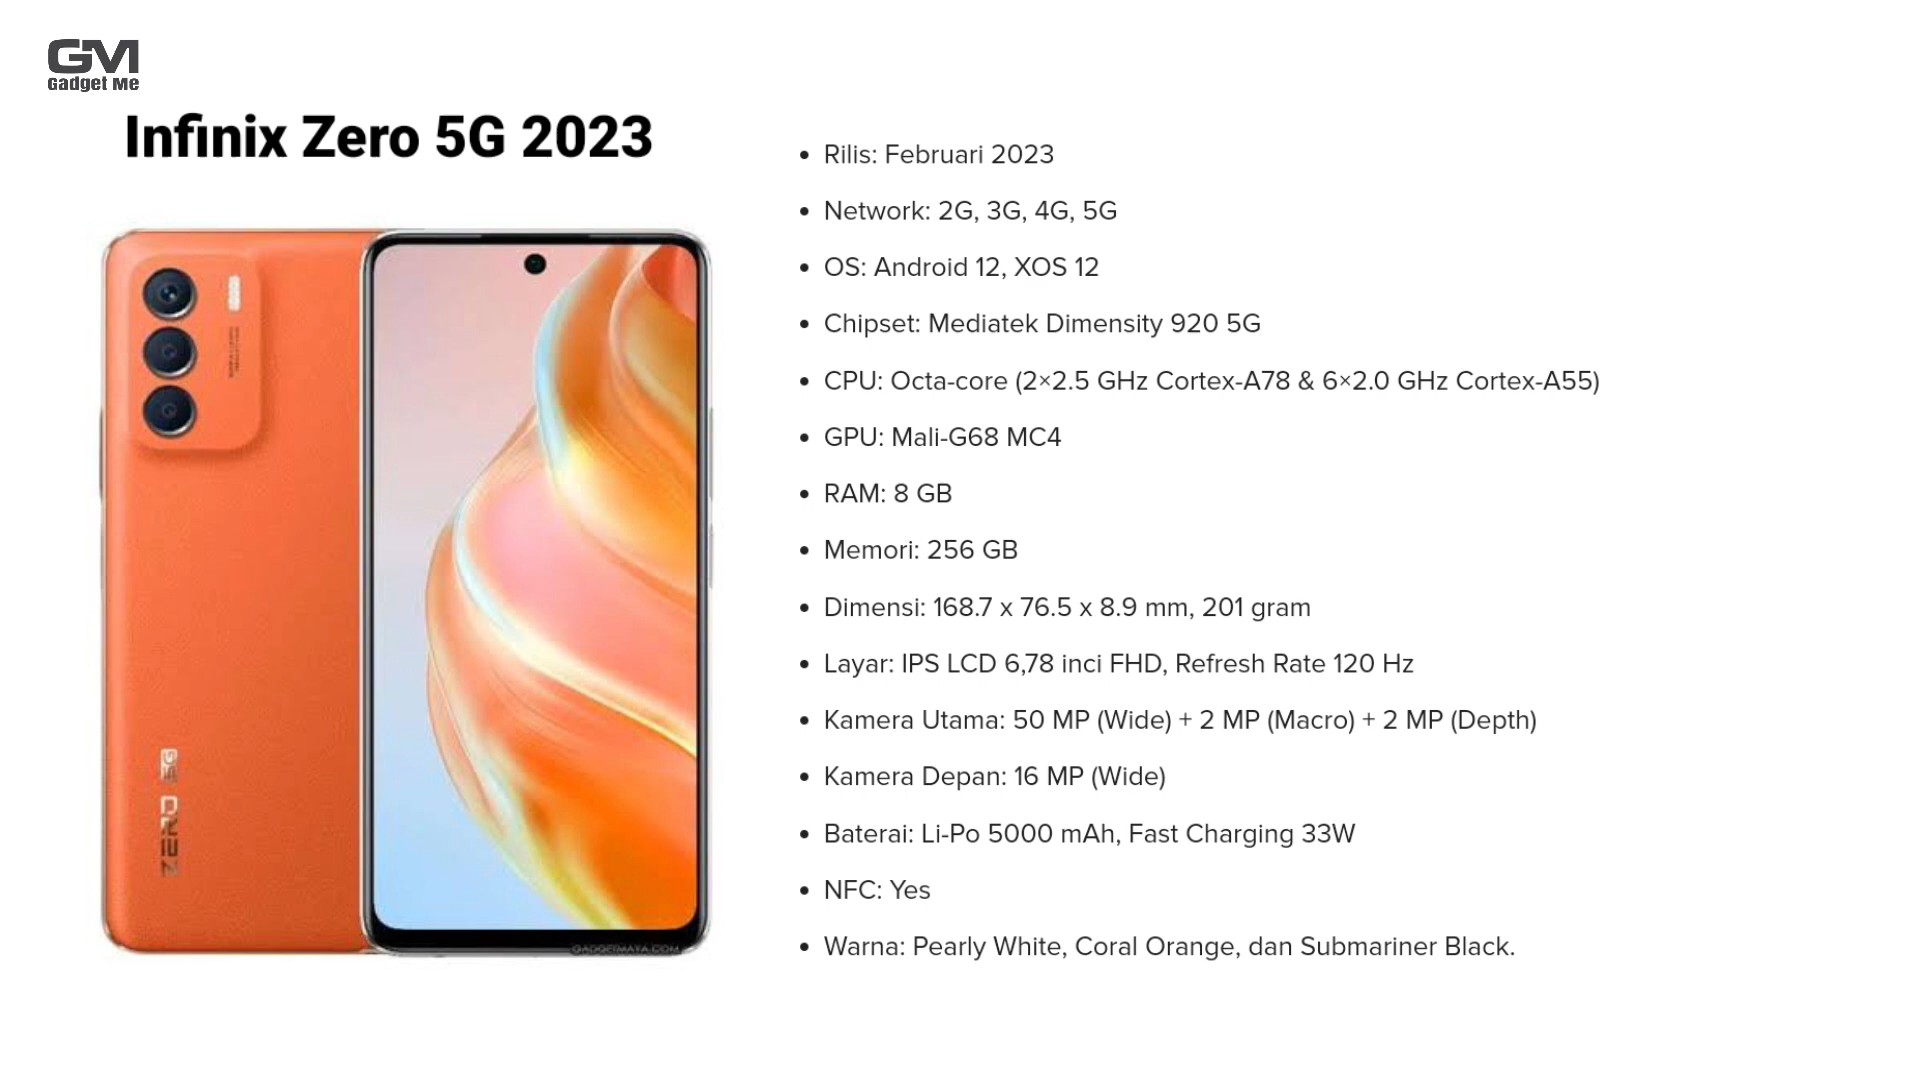 GM
Gadget Me
Infinix Zero 5G 2023
ZERO 5G
GADGETMAYA.COM
• Rilis: Februari 2023
• Network: 2G, 3G, 4G, 5G
• OS: Android 12, XOS 12
• Chipset: Mediatek Dimensity 920 5G
• CPU: Octa-core (2×2.5 GHz Cortex-A78 & 6×2.0 GHz Cortex-A55)
• GPU: Mali-G68 MC4
• RAM: 8 GB
• Memori: 256 GB
• Dimensi: 168.7 x 76.5 x 8.9 mm, 201 gram
• Layar: IPS LCD 6,78 inci FHD, Refresh Rate 120 Hz
• Kamera Utama: 50 MP (Wide) + 2 MP (Macro) + 2 MP (Depth)
• Kamera Depan: 16 MP (Wide)
• Baterai: Li-Po 5000 mAh, Fast Charging 33W
• NFC: Yes
• Warna: Pearly White, Coral Orange, dan Submariner Black.